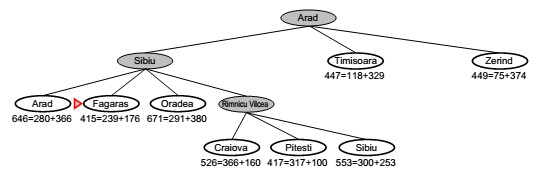 Arad
Sibiu
Timisoara
Zerind
447=118+329
449=75+374
Arad
Fagaras
Oradea
Rimnicu Vilcea
646=280+366
415=239+176
671=291+380
Craiova
Pitesti
Sibiu
526=366+160
417=317+100
553=300+253